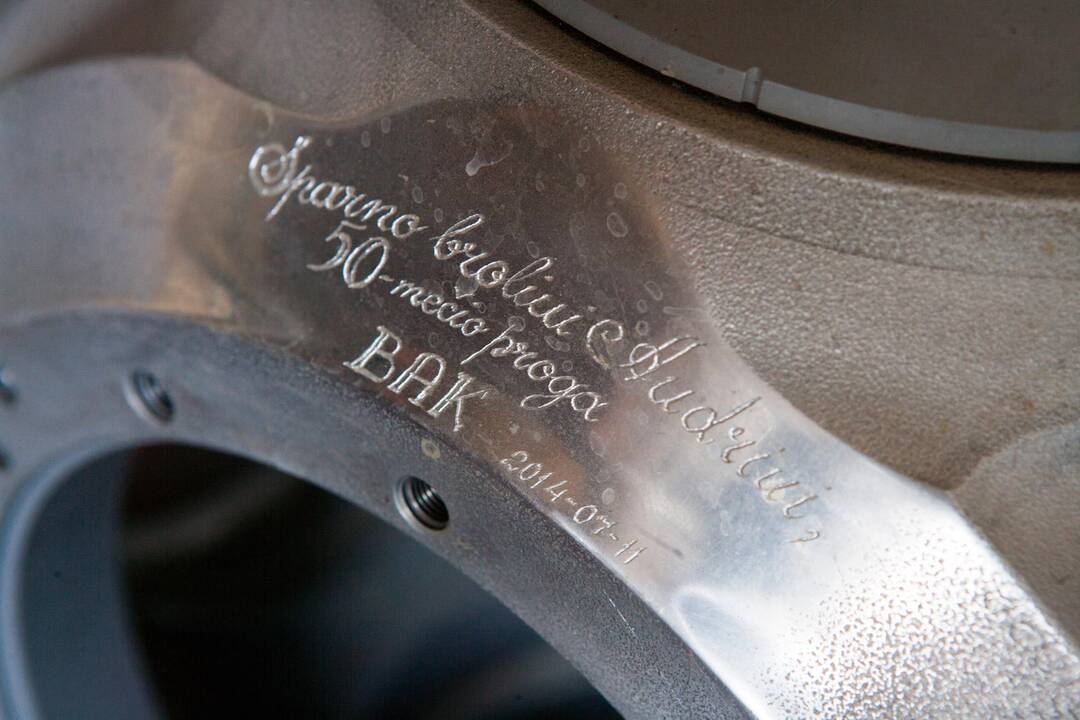 Sparno broliui Audriui,
50-mečio proga
BAK
2014-07-11